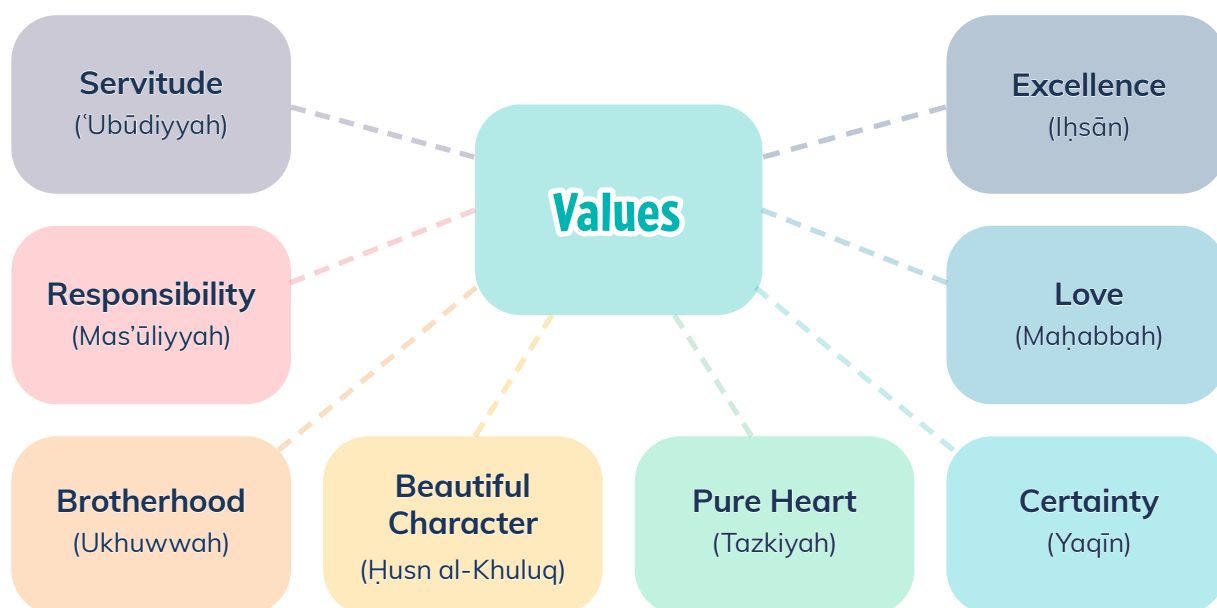 Servitude
(ʿUbūdiyyah)
Excellence
(Iḥsān)
Values
Responsibility
(Mas’ūliyyah)
Love
(Maḥabbah)
Brotherhood
(Ukhuwwah)
Beautiful
Character
(Ḥusn al-Khuluq)
Pure Heart
(Tazkiyah)
Certainty
(Yaqīn)